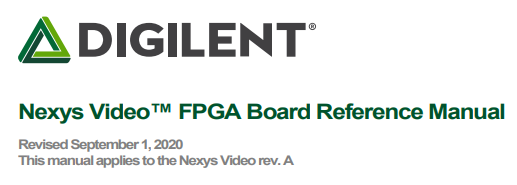 DIGILENT®
Nexys Video™ FPGA Board Reference Manual
Revised September 1, 2020
This manual applies to the Nexys Video rev. A